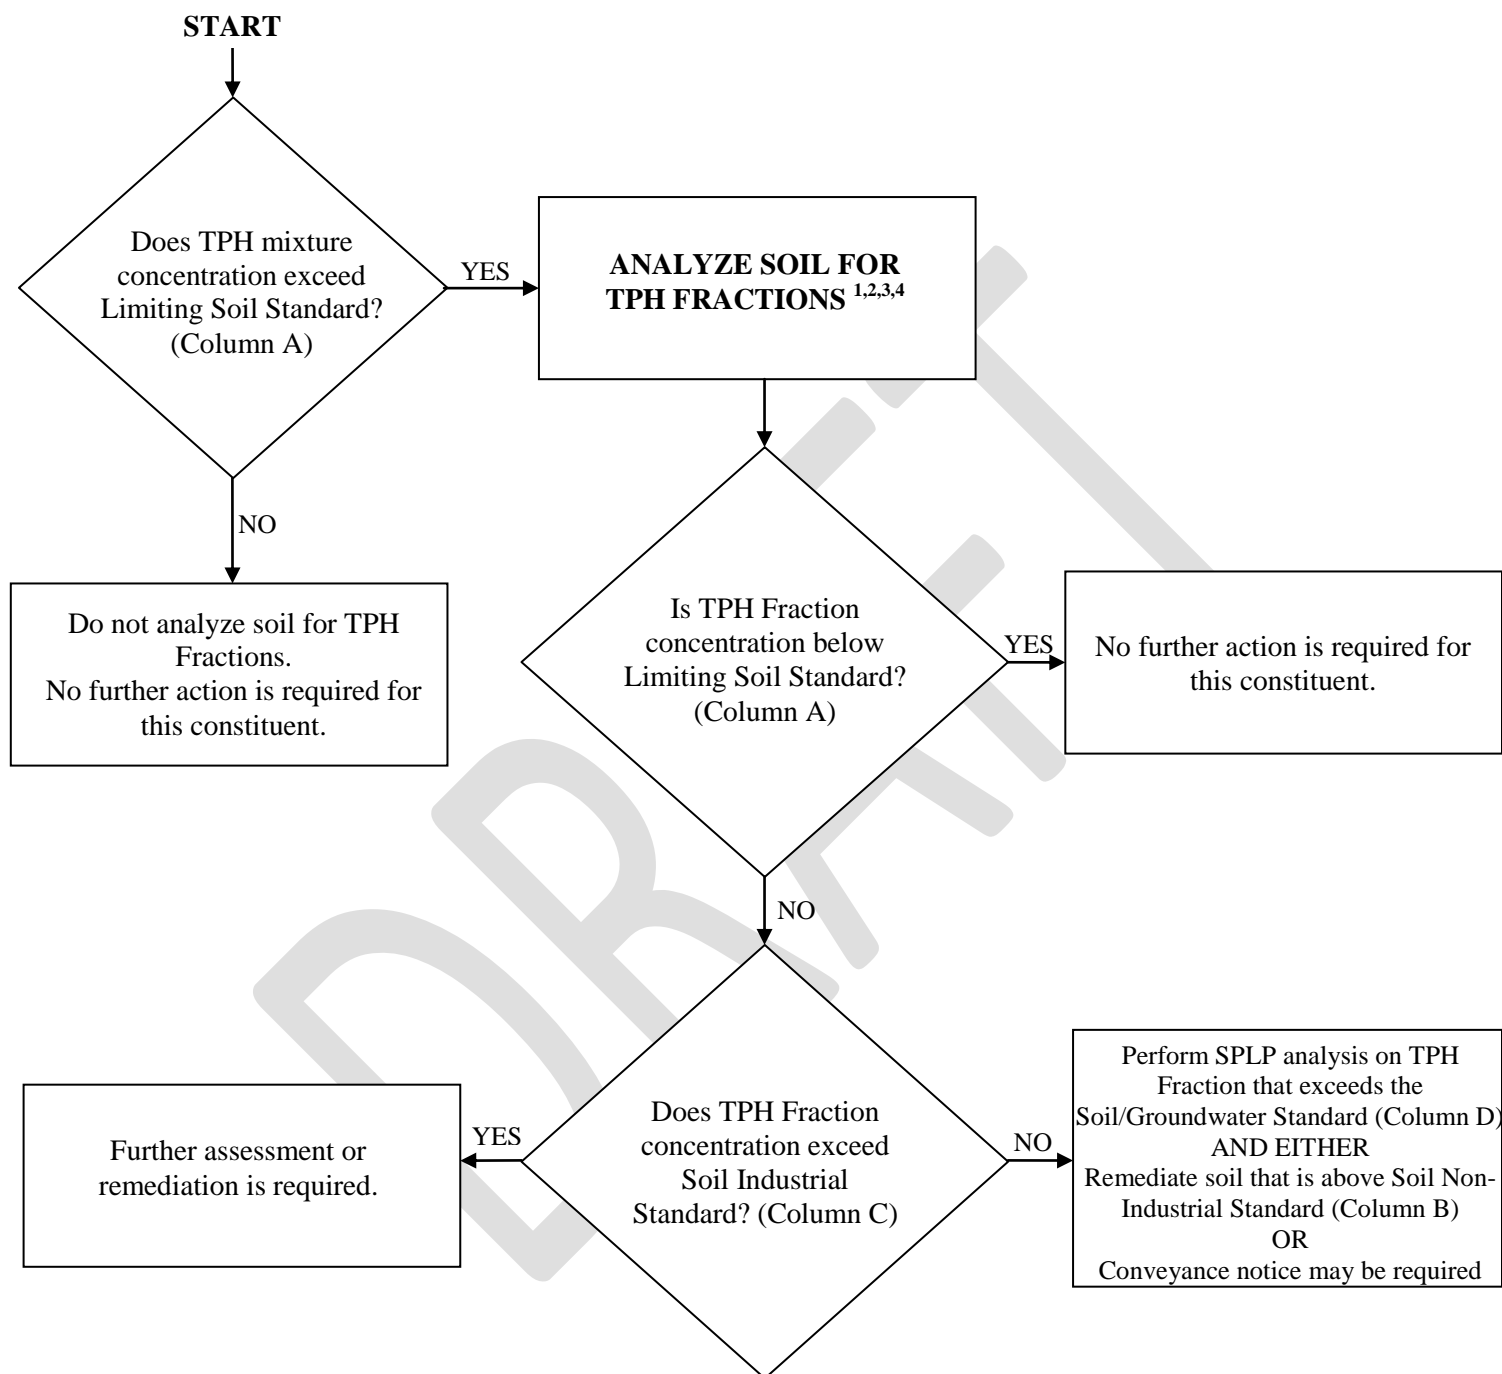 START
Does TPH mixture
concentration exceed
Limiting Soil Standard?
(Column A)
YES
ANALYZE SOIL FOR
TPH FRACTIONS 1,2,3,4
NO
Do not analyze soil for TPH
Fractions.
No further action is required for
this constituent.
Is TPH Fraction
concentration below
Limiting Soil Standard?
(Column A)
YES
No further action is required for
this constituent.
NO
Does TPH Fraction
concentration exceed
Soil Industrial
Standard? (Column C)
YES
Further assessment or
remediation is required.
NO
Perform SPLP analysis on TPH
Fraction that exceeds the
Soil/Groundwater Standard (Column D)
AND EITHER
Remediate soil that is above Soil Non-
Industrial Standard (Column B)
OR
Conveyance notice may be required
DRAFT